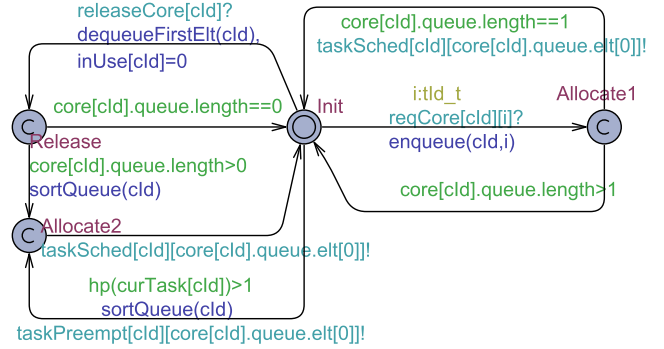 releaseCore[cId]?
dequeueFirstElt(cId),
inUse[cId]=0
core[cId].queue.length==1
taskSched[cId][core[cId].queue.elt[0]]!
core[cId].queue.length==0
Init
i:tId_t
reqCore[cId][i]?
enqueue(cId,i)
Allocate1
C
C
Release
core[cId].queue.length>0
sortQueue(cId)
core[cId].queue.length>1
C
Allocate2
taskSched[cId][core[cId].queue.elt[0]]!
hp(curTask[cId])>1
sortQueue(cId)
taskPreempt[cId][core[cId].queue.elt[0]]!